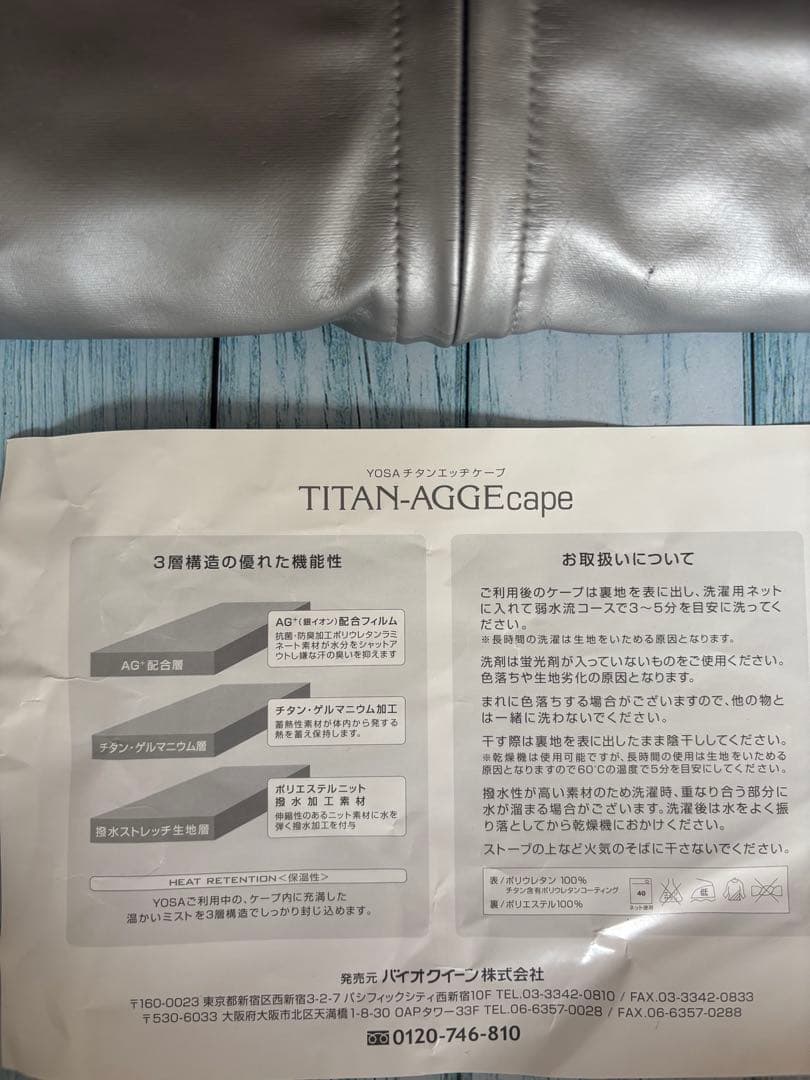 YOSAチタンエッヂケープ
TITAN-AGGEcape
3層構造の優れた機能性
AG⁺(銀イオン)配合フィルム
抗菌・防臭加工ポリウレタンラミ
ネート素材が水分をシャットア
ウトし嫌な汗の臭いを抑えます
AG⁺配合層
チタン・ゲルマニウム加工
蓄熱性素材が体内から発する
熱を蓄え保持します。
チタン・ゲルマニウム層
ポリエステルニット
撥水加工素材
伸縮性のあるニット素材に水を
弾く撥水加工を付与
撥水ストレッチ生地層
HEAT RETENTION<保温性>
YOSAご利用中の、ケープ内に充満した
温かいミストを3層構造でしっかり封じ込めます。
お取扱いについて
ご利用後のケープは裏地を表に出し、洗濯用ネット
に入れて弱水流コースで3〜5分を目安に洗ってく
ださい。
※長時間の洗濯は生地をいためる原因となります。
洗剤は蛍光剤が入っていないものをご使用ください。
色落ちや生地劣化の原因となります。
まれに色落ちする場合がございますので、他の物と
は一緒に洗わないでください。
干す際は裏地を表に出したまま陰干ししてください。
※乾燥機は使用可能ですが、長時間の使用は生地をいためる
原因となりますので60℃の温度で5分を目安にしてください。
撥水性が高い素材のため洗濯時、重なり合う部分に
水が溜まる場合がございます。洗濯後は水をよく振
り落としてから乾燥機におかけください。
ストーブの上など火気のそばに干さないでください。
表/ポリウレタン 100%
チタン含有ポリウレタンコーティング
裏/ポリエステル100%
40
ネット使用
低
発売元 バイオクイーン株式会社
〒160-0023 東京都新宿区西新宿3-2-7 パシフィックシティ西新宿10F TEL.03-3342-0810 / FAX.03-3342-0833
〒530-6033 大阪府大阪市北区天満橋1-8-30 OAPタワー33F TEL.06-6357-0028 / FAX.06-6357-0288
0120-746-810